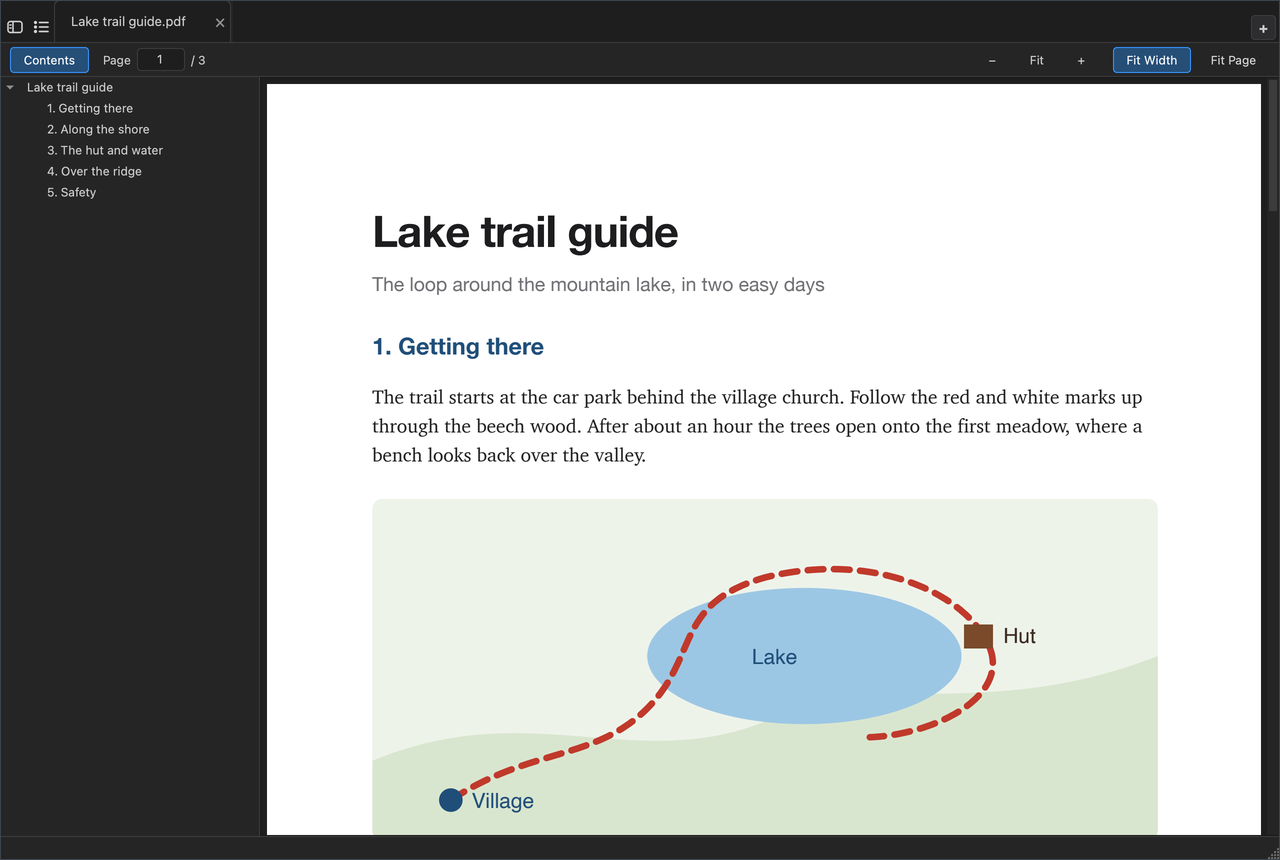 Lake trail guide.pdf
Contents Page 1 / 3 − Fit + Fit Width Fit Page
Lake trail guide
1. Getting there
2. Along the shore
3. The hut and water
4. Over the ridge
5. Safety
Lake trail guide
The loop around the mountain lake, in two easy days
1. Getting there
The trail starts at the car park behind the village church. Follow the red and white marks up
through the beech wood. After about an hour the trees open onto the first meadow, where a
bench looks back over the valley.
Hut
Lake
Village